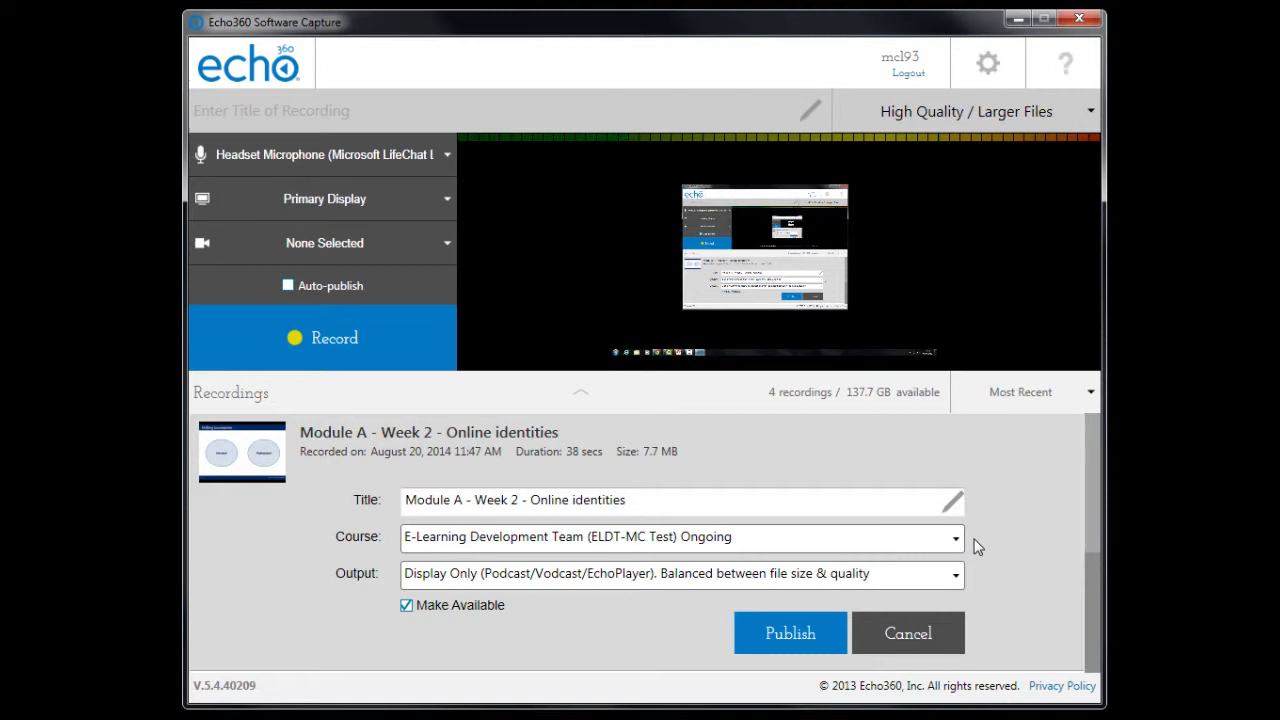 Echo360 Software Capture
echo360
mcl93
Logout
?
Enter Title of Recording
High Quality / Larger Files
Headset Microphone (Microsoft LifeChat L
Primary Display
None Selected
Auto-publish
Record
Recordings
4 recordings / 137.7 GB available
Most Recent
Module A - Week 2 - Online identities
Recorded on: August 20, 2014 11:47 AM Duration: 38 secs Size: 7.7 MB
Title: Module A - Week 2 - Online identities
Course: E-Learning Development Team (ELDT-MC Test) Ongoing
Output: Display Only (Podcast/Vodcast/EchoPlayer). Balanced between file size & quality
Make Available
Publish
Cancel
V.5.4.40209
© 2013 Echo360, Inc. All rights reserved. Privacy Policy